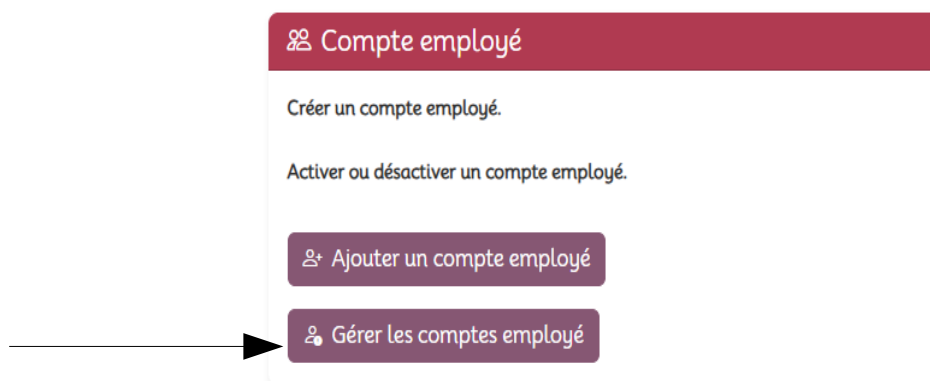 Compte employé
Créer un compte employé.
Activer ou désactiver un compte employé.
Ajouter un compte employé
Gérer les comptes employé